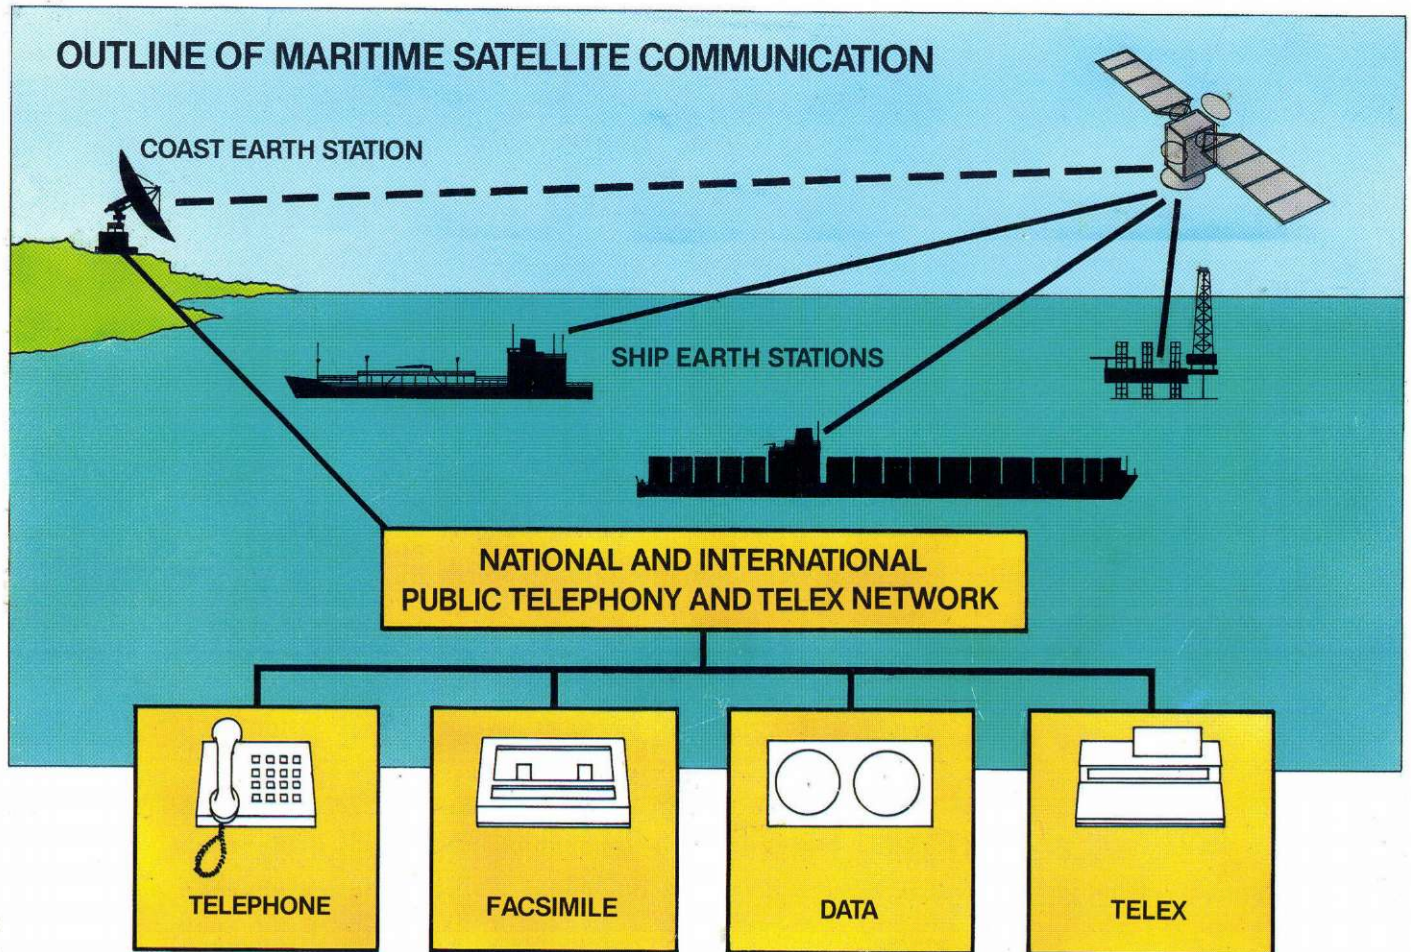 OUTLINE OF MARITIME SATELLITE COMMUNICATION
COAST EARTH STATION
SHIP EARTH STATIONS
NATIONAL AND INTERNATIONAL
PUBLIC TELEPHONY AND TELEX NETWORK
TELEPHONE
FACSIMILE
DATA
TELEX